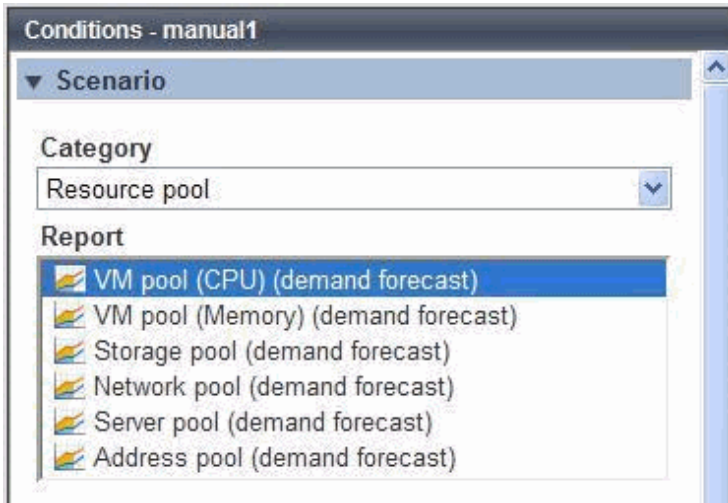 Conditions - manual1
Scenario
Category
Resource pool
Report
VM pool (CPU) (demand forecast)
VM pool (Memory) (demand forecast)
Storage pool (demand forecast)
Network pool (demand forecast)
Server pool (demand forecast)
Address pool (demand forecast)